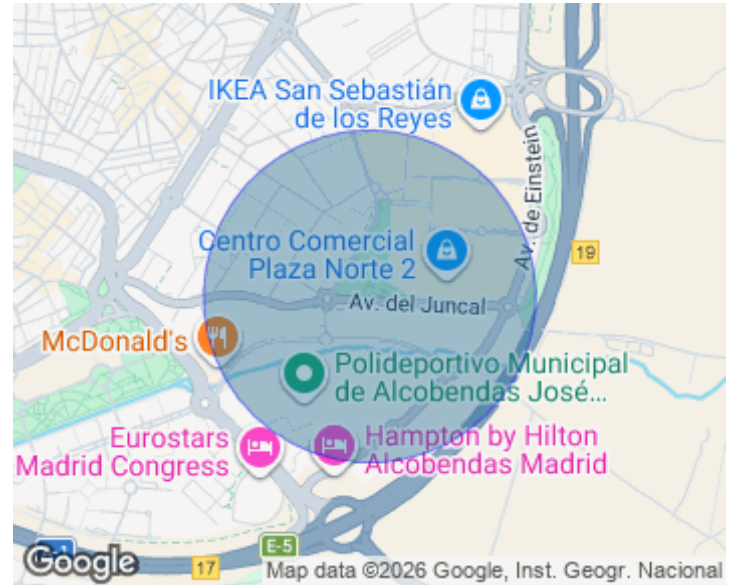 IKEA San Sebastián
de los Reyes
Av. de Einstein
19
Centro Comercial
Plaza Norte 2
Av. del Juncal
McDonald's
Polideportivo Municipal
de Alcobendas José...
Eurostars
Madrid Congress
Hampton by Hilton
Alcobendas Madrid
E-5
17
Google
Map data ©2026 Google, Inst. Geogr. Nacional